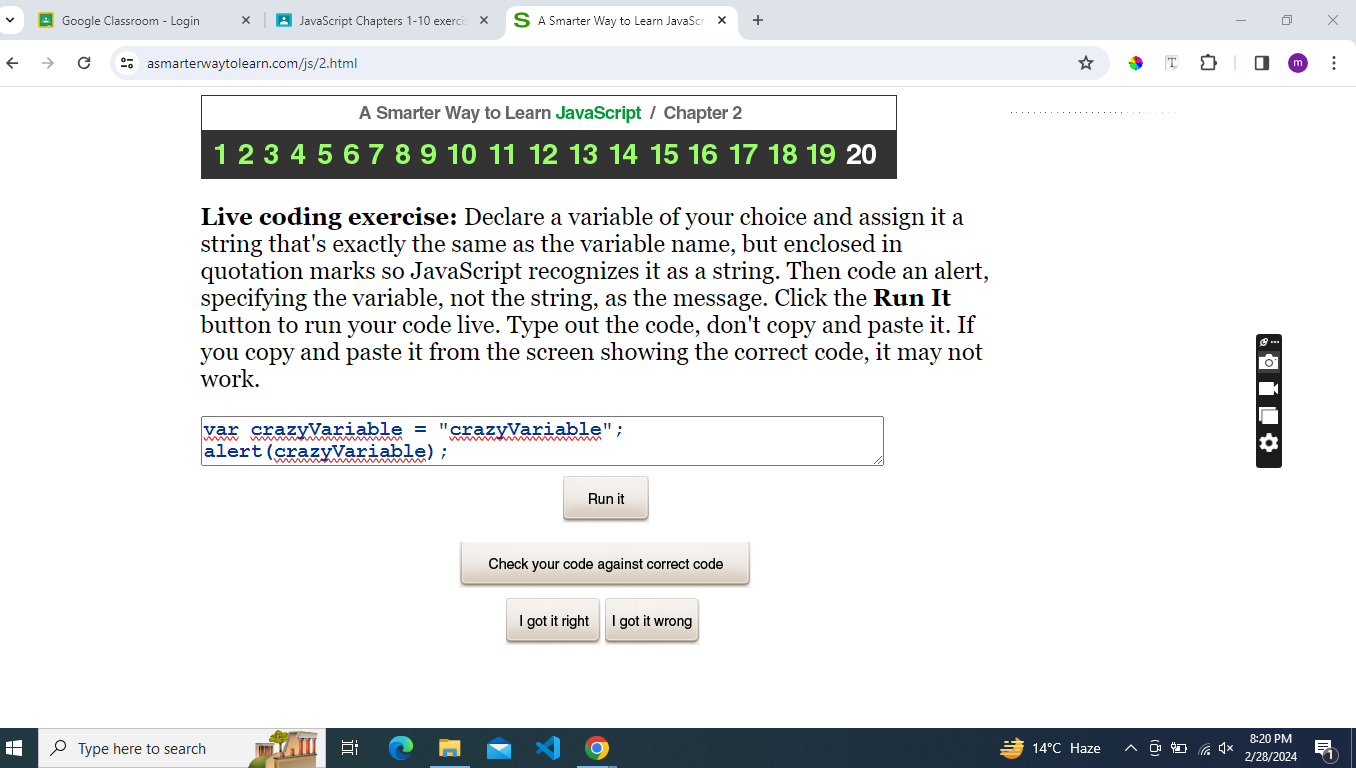 Google Classroom - Login
JavaScript Chapters 1-10 exercis
A Smarter Way to Learn JavaScr
asmarterwaytolearn.com/js/2.html
T
m
A Smarter Way to Learn JavaScript / Chapter 2
1 2 3 4 5 6 7 8 9 10 11 12 13 14 15 16 17 18 19 20
Live coding exercise: Declare a variable of your choice and assign it a
string that's exactly the same as the variable name, but enclosed in
quotation marks so JavaScript recognizes it as a string. Then code an alert,
specifying the variable, not the string, as the message. Click the Run It
button to run your code live. Type out the code, don't copy and paste it. If
you copy and paste it from the screen showing the correct code, it may not
work.
var crazyVariable = "crazyVariable";
alert(crazyVariable);
Run it
Check your code against correct code
I got it right I got it wrong
Type here to search
14°C Haze
8:20 PM
2/28/2024
1